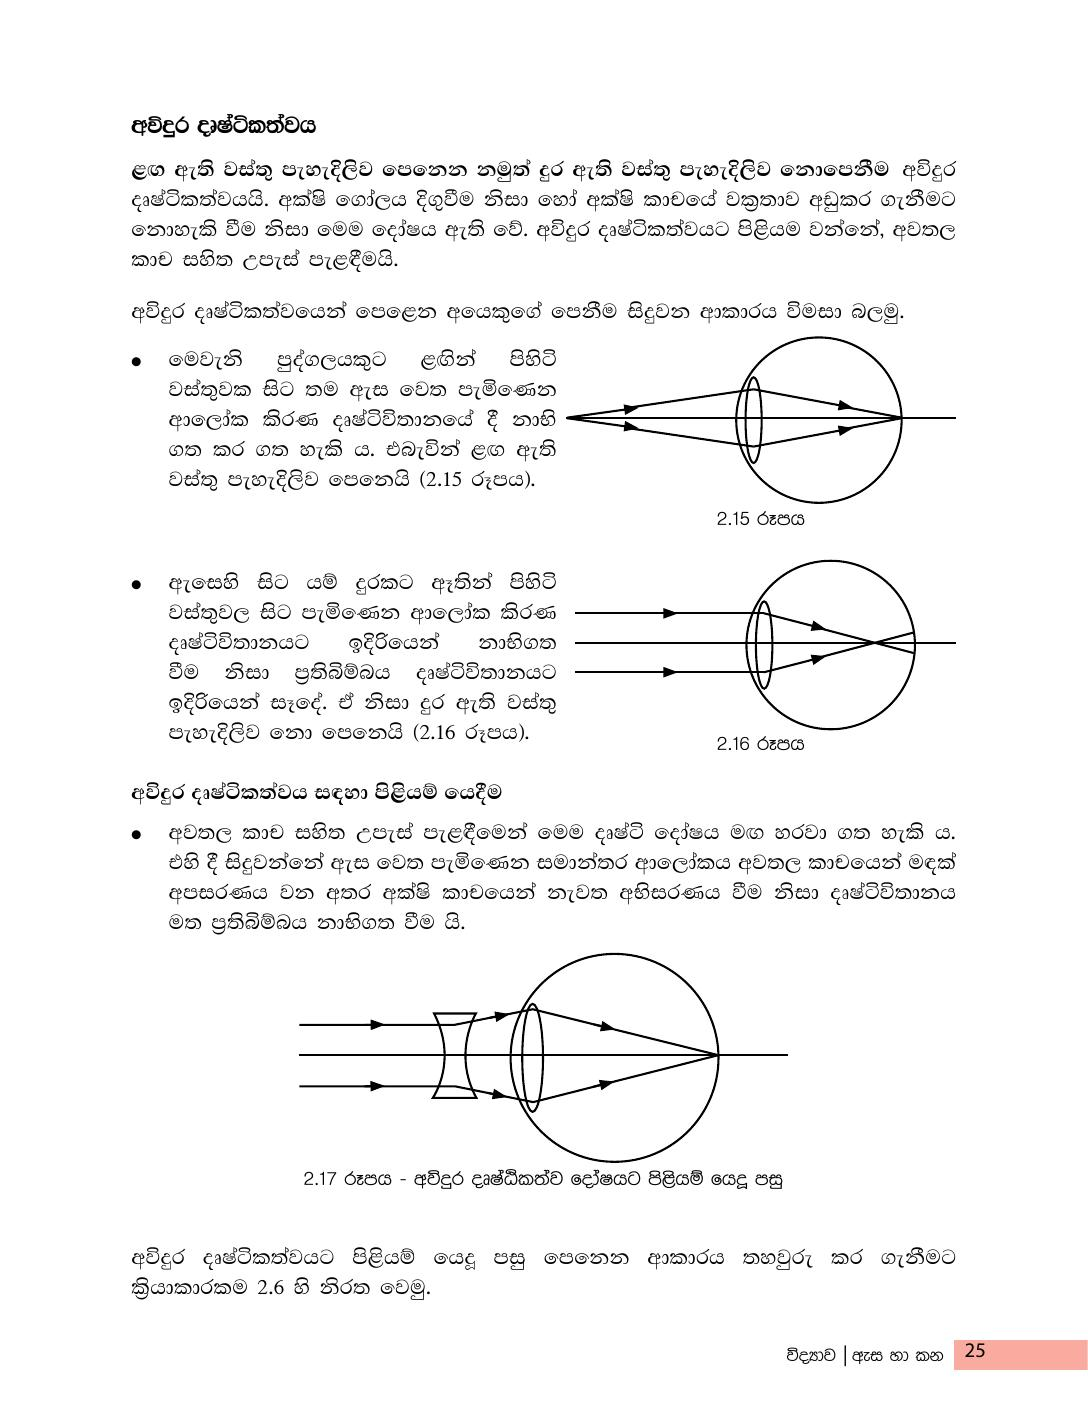 අවිදුර දෘෂ්ටිකත්වය
ළඟ ඇති වස්තු පැහැදිලිව පෙනෙන නමුත් දුර ඇති වස්තු පැහැදිලිව නොපෙනීම අවිදුර
දෘෂ්ටිකත්වයයි. අක්ෂි ගෝලය දිගුවීම නිසා හෝ අක්ෂි කාචයේ වක්‍රතාව අඩුකර ගැනීමට
නොහැකි වීම නිසා මෙම දෝෂය ඇති වේ. අවිදුර දෘෂ්ටිකත්වයට පිළියම වන්නේ, අවතල
කාච සහිත උපැස් පැළඳීමයි.
අවිදුර දෘෂ්ටිකත්වයෙන් පෙළෙන අයෙකුගේ පෙනීම සිදුවන ආකාරය විමසා බලමු.
● මෙවැනි පුද්ගලයකුට ළඟින් පිහිටි
වස්තුවක සිට තම ඇස වෙත පැමිණෙන
ආලෝක කිරණ දෘෂ්ටිවිතානයේ දී නාභි
ගත කර ගත හැකි ය. එබැවින් ළඟ ඇති
වස්තු පැහැදිලිව පෙනෙයි (2.15 රූපය).
2.15 රූපය
● ඇසෙහි සිට යම් දුරකට ඈතින් පිහිටි
වස්තුවල සිට පැමිණෙන ආලෝක කිරණ
දෘෂ්ටිවිතානයට ඉදිරියෙන් නාභිගත
වීම නිසා ප්‍රතිබිම්බය දෘෂ්ටිවිතානයට
ඉදිරියෙන් සෑදේ. ඒ නිසා දුර ඇති වස්තු
පැහැදිලිව නො පෙනෙයි (2.16 රූපය).
2.16 රූපය
අවිදුර දෘෂ්ටිකත්වය සඳහා පිළියම් යෙදීම
● අවතල කාච සහිත උපැස් පැළඳීමෙන් මෙම දෘෂ්ටි දෝෂය මඟ හරවා ගත හැකි ය.
එහි දී සිදුවන්නේ ඇස වෙත පැමිණෙන සමාන්තර ආලෝකය අවතල කාචයෙන් මඳක්
අපසරණය වන අතර අක්ෂි කාචයෙන් නැවත අභිසරණය වීම නිසා දෘෂ්ටිවිතානය
මත ප්‍රතිබිම්බය නාභිගත වීම යි.
2.17 රූපය - අවිදුර දෘෂ්ඨිකත්ව දෝෂයට පිළියම් යෙදූ පසු
අවිදුර දෘෂ්ටිකත්වයට පිළියම් යෙදූ පසු පෙනෙන ආකාරය තහවුරු කර ගැනීමට
ක්‍රියාකාරකම 2.6 හි නිරත වෙමු.
විද්‍යාව | ඇස හා කන 25